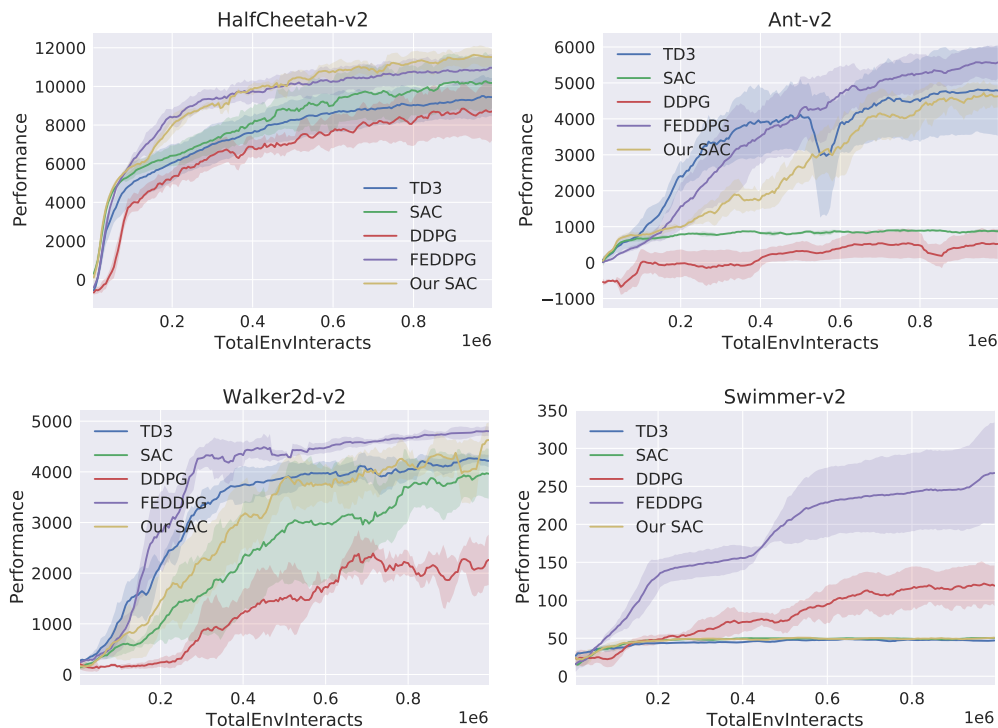 HalfCheetah-v2
12000
10000
8000
6000
4000
2000
0
Performance
TD3
SAC
DDPG
FEDDPG
Our SAC
0.2 0.4 0.6 0.8
TotalEnvInteracts 1e6
Ant-v2
6000
5000
4000
3000
2000
1000
0
−1000
Performance
TD3
SAC
DDPG
FEDDPG
Our SAC
0.2 0.4 0.6 0.8
TotalEnvInteracts 1e6
Walker2d-v2
5000
4000
3000
2000
1000
0
Performance
TD3
SAC
DDPG
FEDDPG
Our SAC
0.2 0.4 0.6 0.8
TotalEnvInteracts 1e6
Swimmer-v2
350
300
250
200
150
100
50
0
Performance
TD3
SAC
DDPG
FEDDPG
Our SAC
0.2 0.4 0.6 0.8
TotalEnvInteracts 1e6